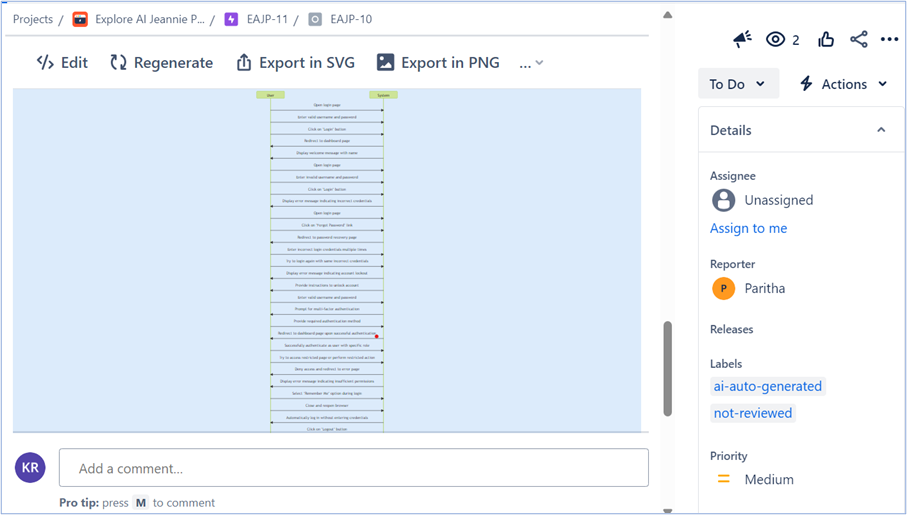 Projects / Explore AI Jeannie P... / EAJP-11 / EAJP-10
2
Edit Regenerate Export in SVG Export in PNG ...
To Do Actions
User System
Open login page
Enter valid username and password
Click on "Login" button
Redirect to dashboard page
Display welcome message with name
Open login page
Enter invalid username and password
Click on "Login" button
Display error message indicating incorrect credentials
Open login page
Click on "Forgot Password" link
Redirect to password recovery page
Enter incorrect login credentials multiple times
Try to login again with same incorrect credentials
Display error message indicating account lockout
Provide instructions to unlock account
Enter valid username and password
Prompt for multi-factor authentication
Provide required authentication method
Redirect to dashboard page upon successful authentication
Successfully authenticate as user with specific role
Try to access restricted page or perform restricted action
Deny access and redirect to error page
Display error message indicating insufficient permissions
Select "Remember Me" option during login
Close and reopen browser
Automatically log in without entering credentials
Click on "Logout" button
KR
Add a comment...
Pro tip: press M to comment
Details
Assignee
Unassigned
Assign to me
Reporter
P Paritha
Releases
Labels
ai-auto-generated
not-reviewed
Priority
Medium